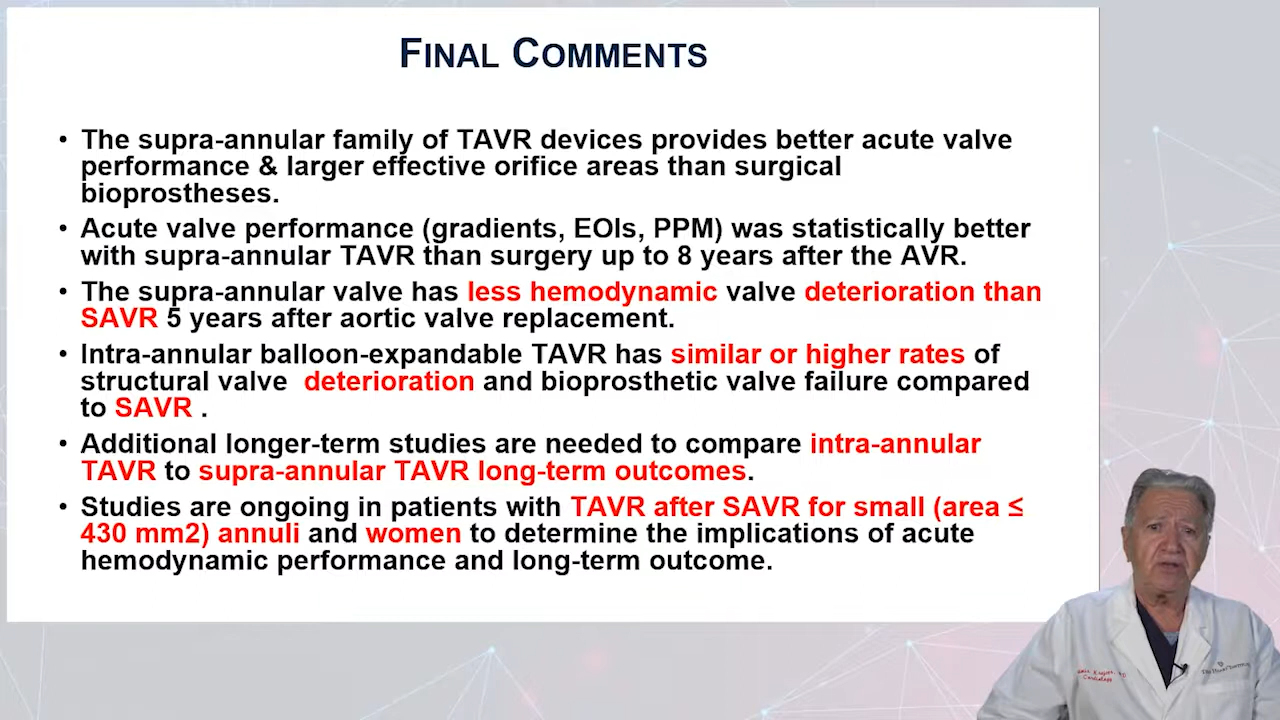 FINAL COMMENTS
• The supra-annular family of TAVR devices provides better acute valve
performance & larger effective orifice areas than surgical
bioprostheses.
• Acute valve performance (gradients, EOIs, PPM) was statistically better
with supra-annular TAVR than surgery up to 8 years after the AVR.
• The supra-annular valve has less hemodynamic valve deterioration than
SAVR 5 years after aortic valve replacement.
• Intra-annular balloon-expandable TAVR has similar or higher rates of
structural valve deterioration and bioprosthetic valve failure compared
to SAVR .
• Additional longer-term studies are needed to compare intra-annular
TAVR to supra-annular TAVR long-term outcomes.
• Studies are ongoing in patients with TAVR after SAVR for small (area ≤
430 mm2) annuli and women to determine the implications of acute
hemodynamic performance and long-term outcome.
Cardiology